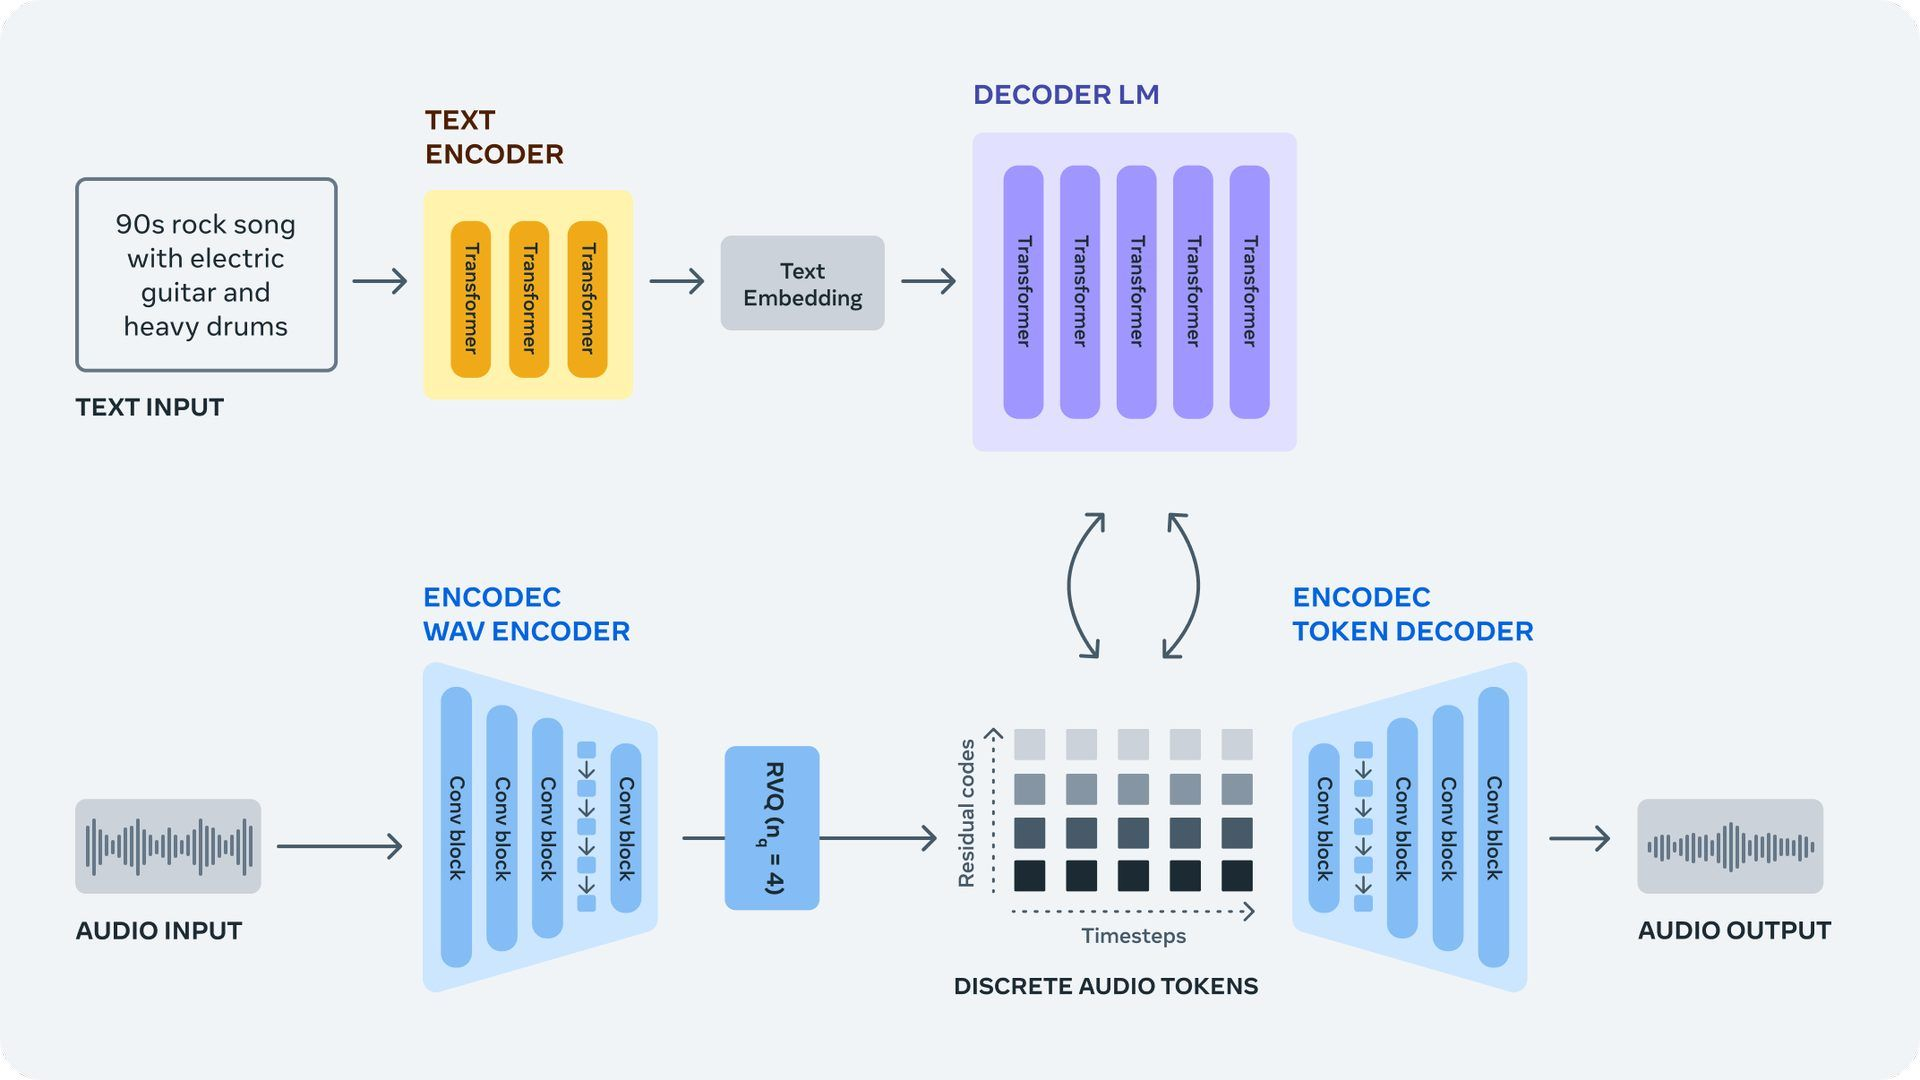 DECODER LM
TEXT
ENCODER
90s rock song
with electric
guitar and
heavy drums
TEXT INPUT
Transformer
Transformer
Transformer
Text
Embedding
Transformer
Transformer
Transformer
Transformer
Transformer
ENCODEC
WAV ENCODER
ENCODEC
TOKEN DECODER
AUDIO INPUT
Conv block
Conv block
Conv block
Conv block
RVQ (nq = 4)
Residual codes
Timesteps
DISCRETE AUDIO TOKENS
Conv block
Conv block
Conv block
Conv block
AUDIO OUTPUT